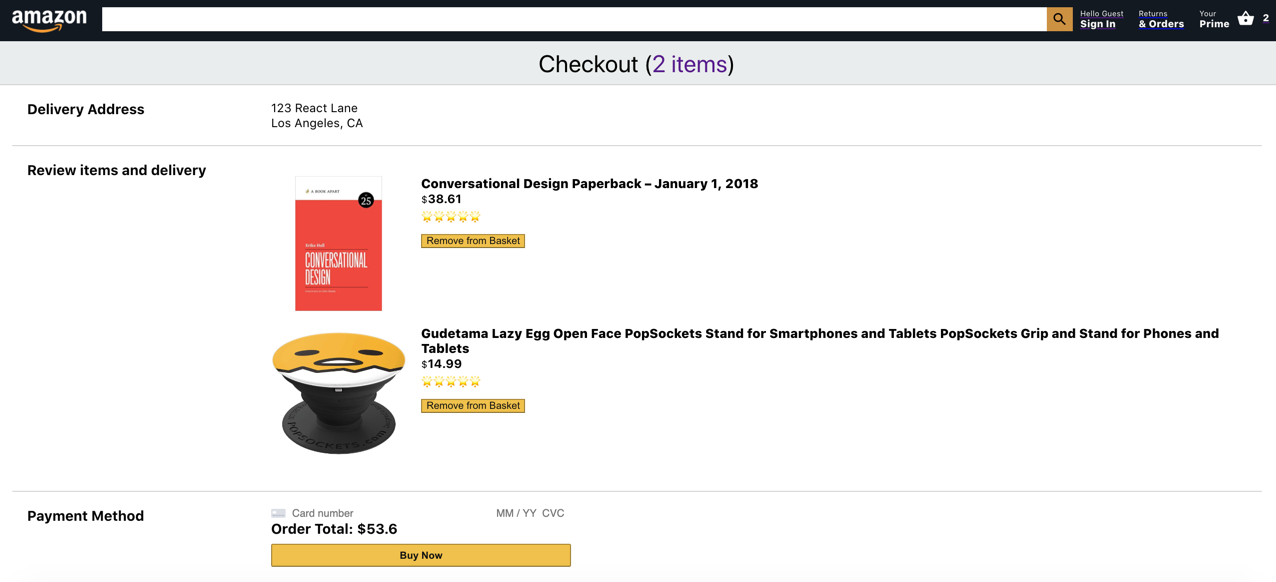 amazon
Hello Guest
Sign In
Returns
& Orders
Your
Prime
2
Checkout (2 items)
Delivery Address
123 React Lane
Los Angeles, CA
Review items and delivery
A BOOK APART
25
Erika Hall
CONVERSATIONAL
DESIGN
Conversational Design Paperback – January 1, 2018
$38.61
Remove from Basket
POPSOCKETS.com
Gudetama Lazy Egg Open Face PopSockets Stand for Smartphones and Tablets PopSockets Grip and Stand for Phones and
Tablets
$14.99
Remove from Basket
Payment Method
Card number
MM / YY CVC
Order Total: $53.6
Buy Now